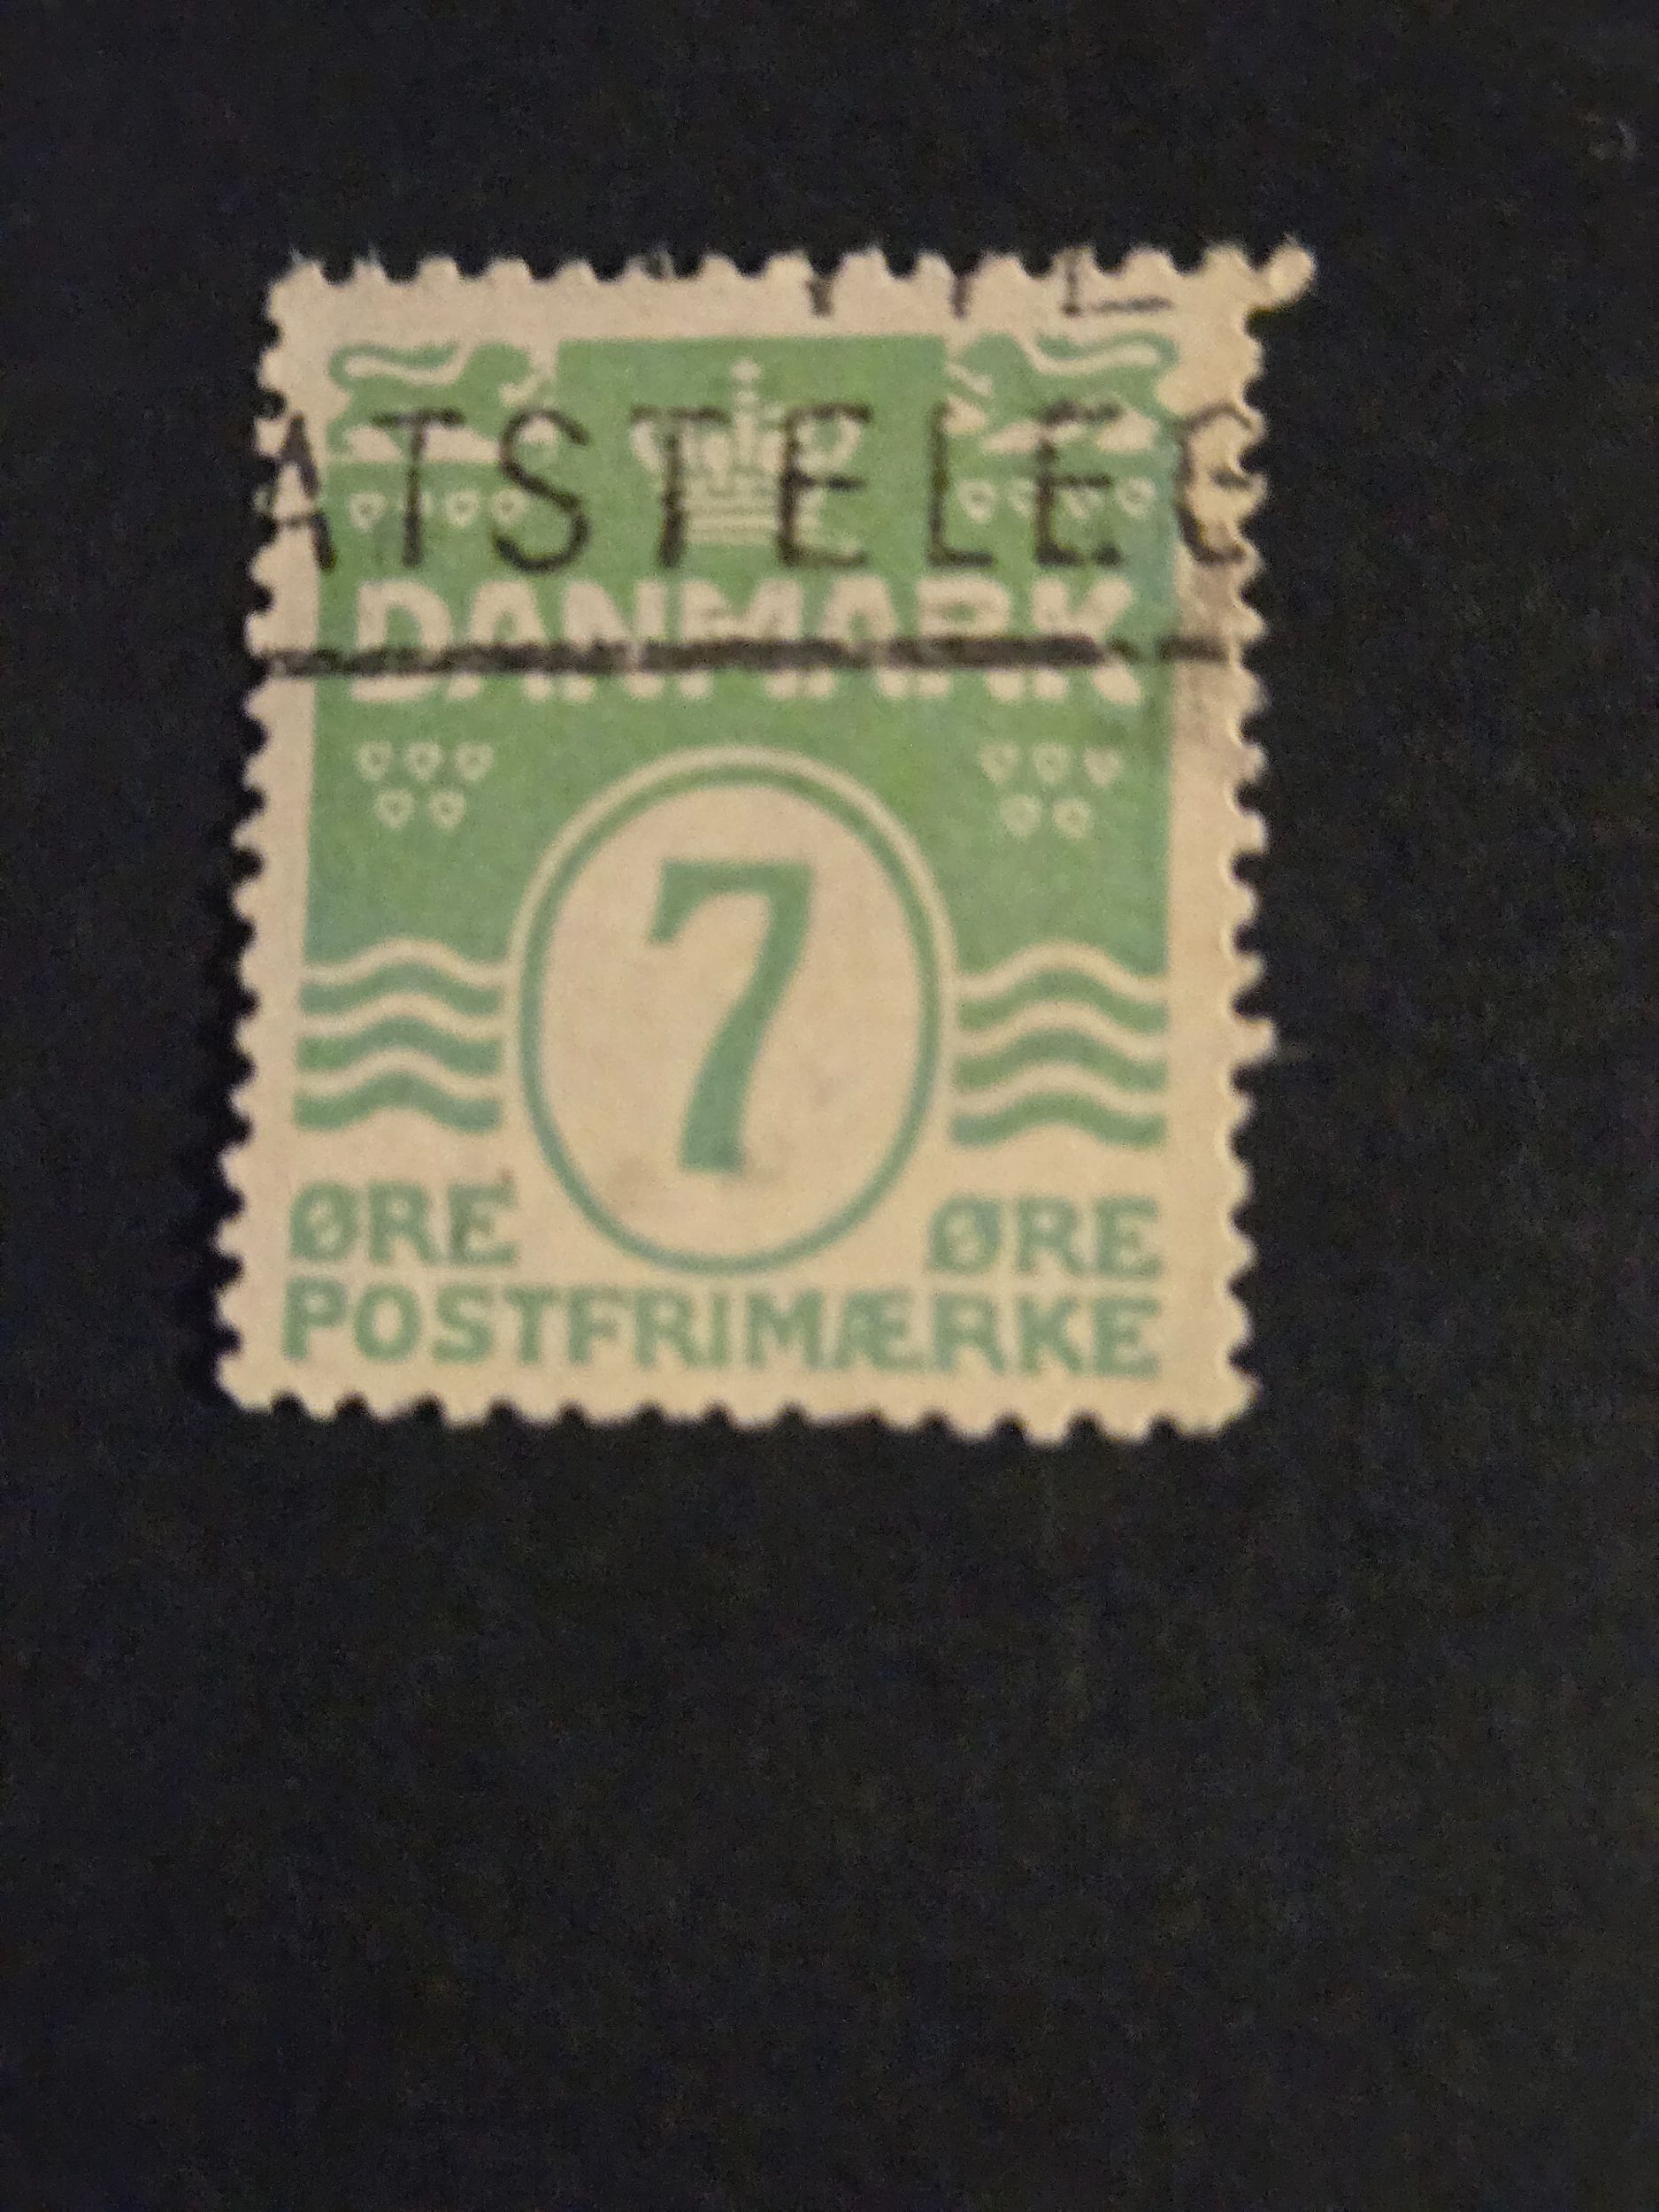 ATSTELEG
DANMARK
7
ØRE ØRE
POSTFRIMÆRKE